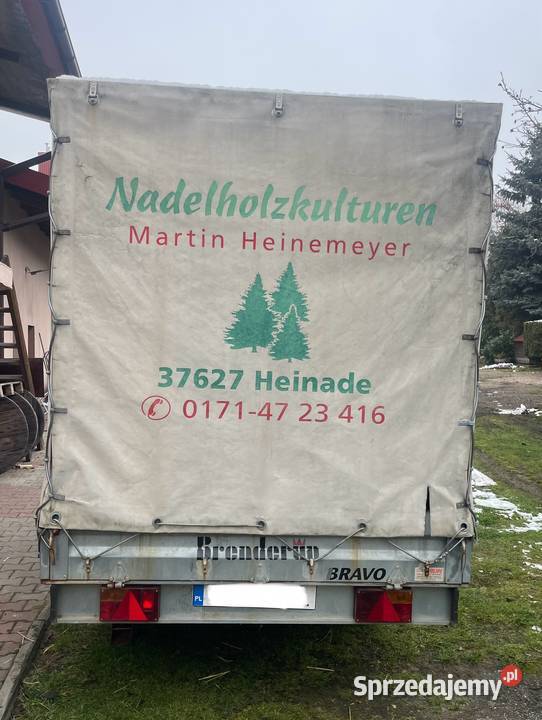 Nadelholzkulturen
Martin Heinemeyer
37627 Heinade
0171-47 23 416
Brenderup
BRAVO
PL
Sprzedajemy.pl